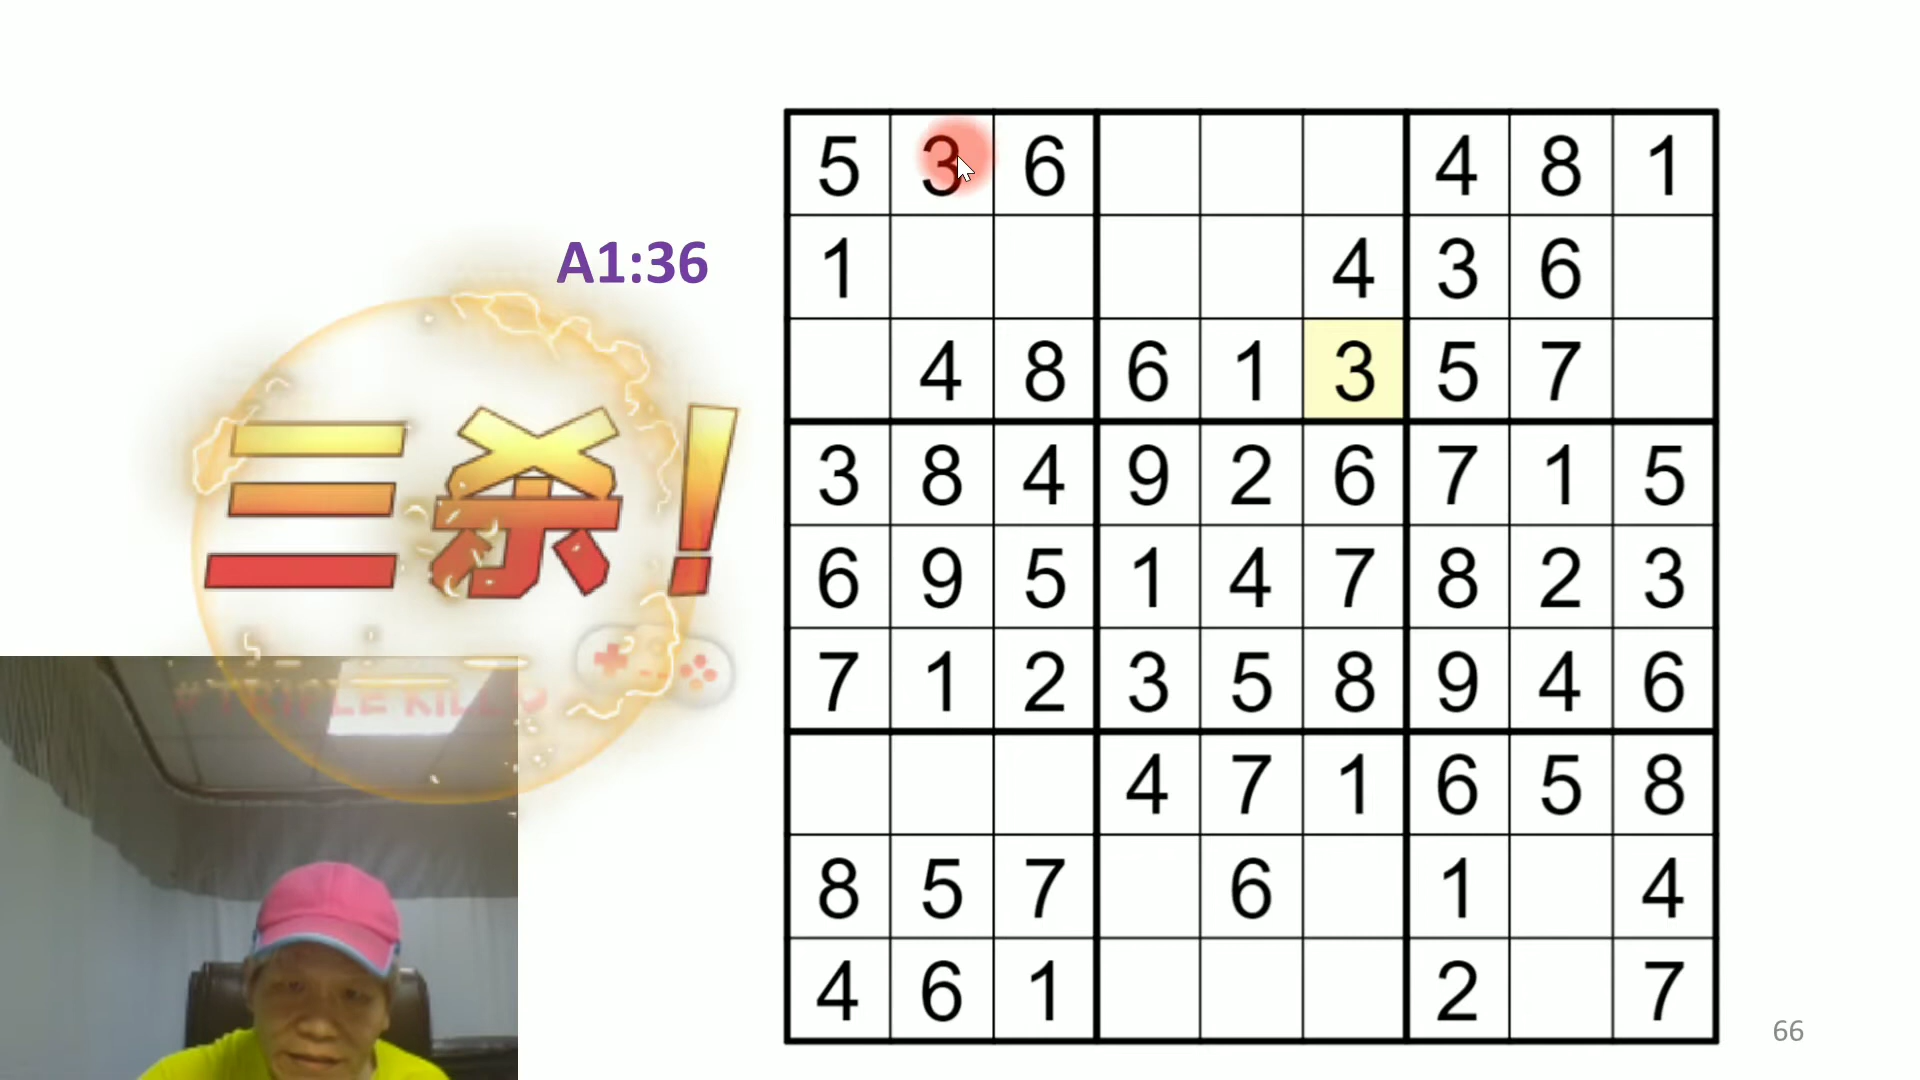 A1:36
三杀!
#TRIPLE KILL
5 3 6 4 8 1
1 4 3 6
4 8 6 1 3 5 7
3 8 4 9 2 6 7 1 5
6 9 5 1 4 7 8 2 3
7 1 2 3 5 8 9 4 6
4 7 1 6 5 8
8 5 7 6 1 4
4 6 1 2 7
66